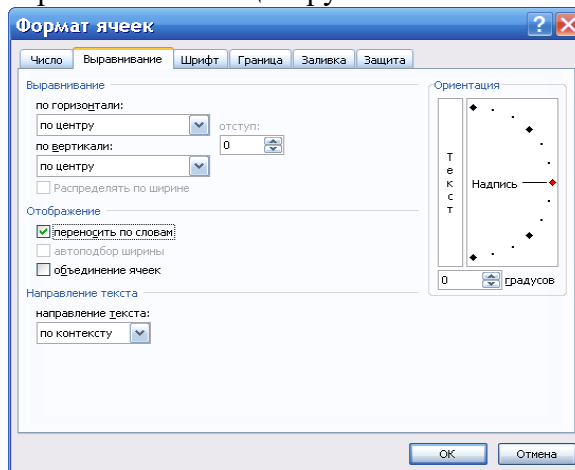 Формат ячеек
Число Выравнивание Шрифт Граница Заливка Защита
Выравнивание
по горизонтали:
по центру
отступ:
0
по вертикали:
по центру
Распределять по ширине
Отображение
переносить по словам
автоподбор ширины
объединение ячеек
Направление текста
направление текста:
по контексту
Ориентация
Текст
Надпись
0 градусов
ОК Отмена